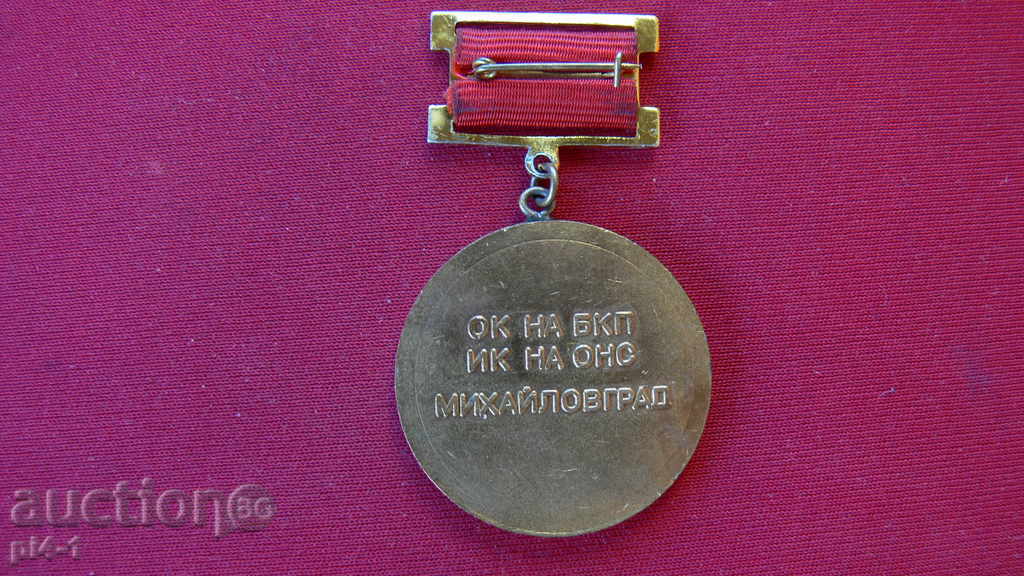 ОК НА БКП
ИК НА ОНС
МИХАЙЛОВГРАД
auction BG
pl4-1